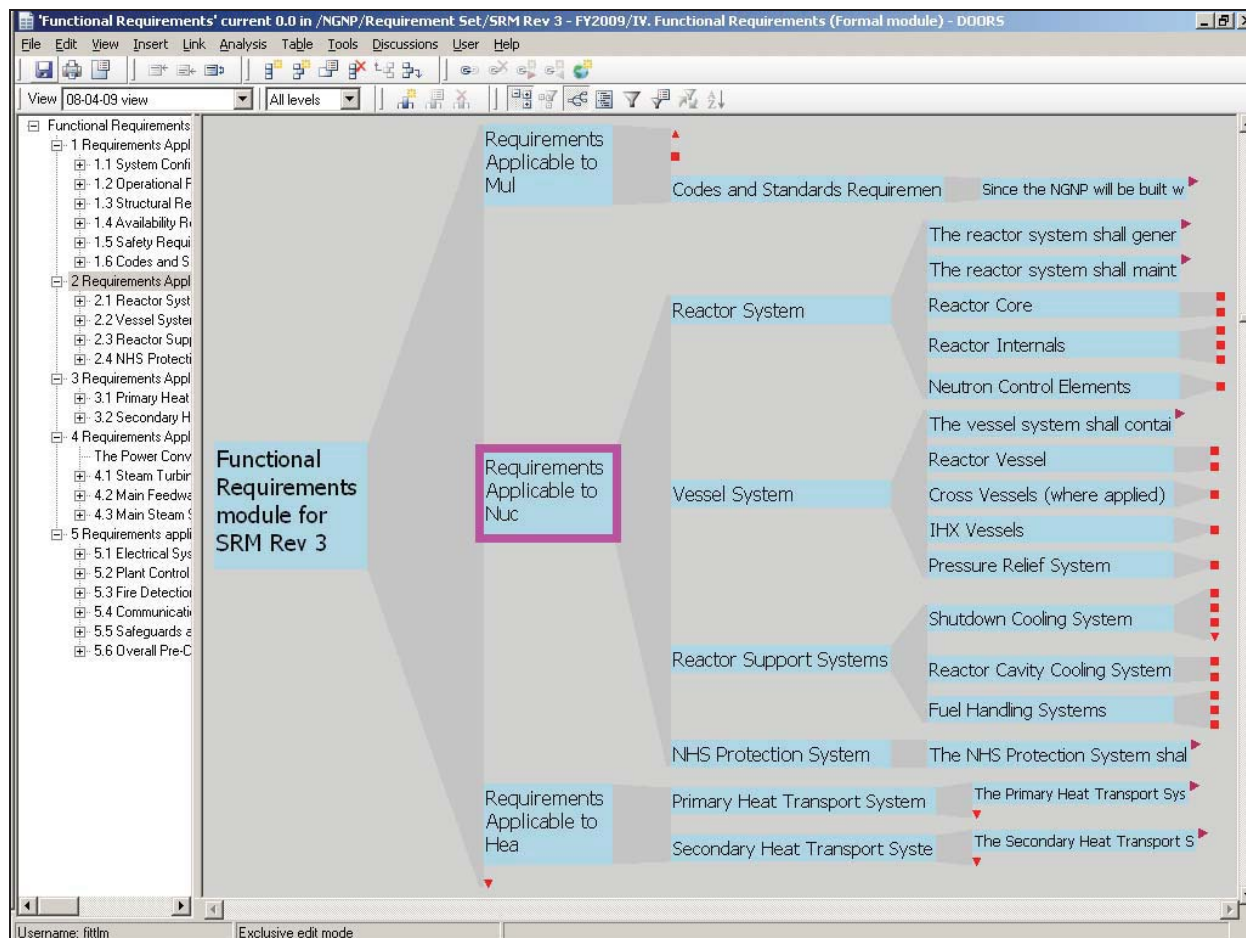 'Functional Requirements' current 0.0 in /NGNP/Requirement Set/SRM Rev 3 - FY2009/IV. Functional Requirements (Formal module) - DOORS
File Edit View Insert Link Analysis Table Tools Discussions User Help
View 08-04-09 view All levels
Functional Requirements
1 Requirements Appl
1.1 System Confi
1.2 Operational F
1.3 Structural Re
1.4 Availability R
1.5 Safety Requi
1.6 Codes and S
2 Requirements Appl
2.1 Reactor Syst
2.2 Vessel System
2.3 Reactor Supp
2.4 NHS Protecti
3 Requirements Appl
3.1 Primary Heat
3.2 Secondary H
4 Requirements Appl
The Power Conv
4.1 Steam Turbin
4.2 Main Feedwa
4.3 Main Steam S
5 Requirements appli
5.1 Electrical Sys
5.2 Plant Control
5.3 Fire Detection
5.4 Communicati
5.5 Safeguards a
5.6 Overall Pre-C
Functional
Requirements
module for
SRM Rev 3
Requirements
Applicable to
Mul
Codes and Standards Requiremen
Since the NGNP will be built w
Requirements
Applicable to
Nuc
Reactor System
The reactor system shall gener
The reactor system shall maint
Reactor Core
Reactor Internals
Neutron Control Elements
Vessel System
The vessel system shall contai
Reactor Vessel
Cross Vessels (where applied)
IHX Vessels
Pressure Relief System
Reactor Support Systems
Shutdown Cooling System
Reactor Cavity Cooling System
Fuel Handling Systems
NHS Protection System
The NHS Protection System shal
Requirements
Applicable to
Hea
Primary Heat Transport System
The Primary Heat Transport Sys
Secondary Heat Transport Syste
The Secondary Heat Transport S
Username: fittlm Exclusive edit mode